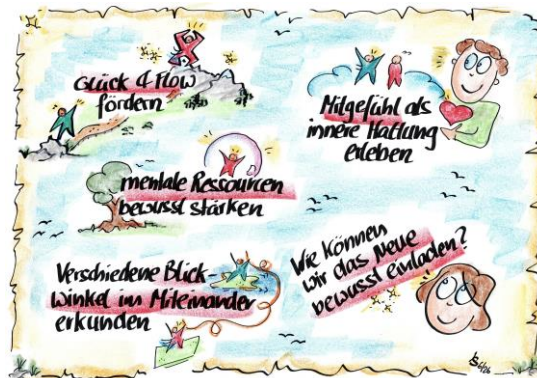 Glück & Flow
fördern
Mitgefühl als
innere Haltung
erleben
mentale Ressourcen
bewusst stärken
Verschiedene Blick-
winkel im Miteinander
erkunden
Wie können
wir das Neue
bewusst einladen?